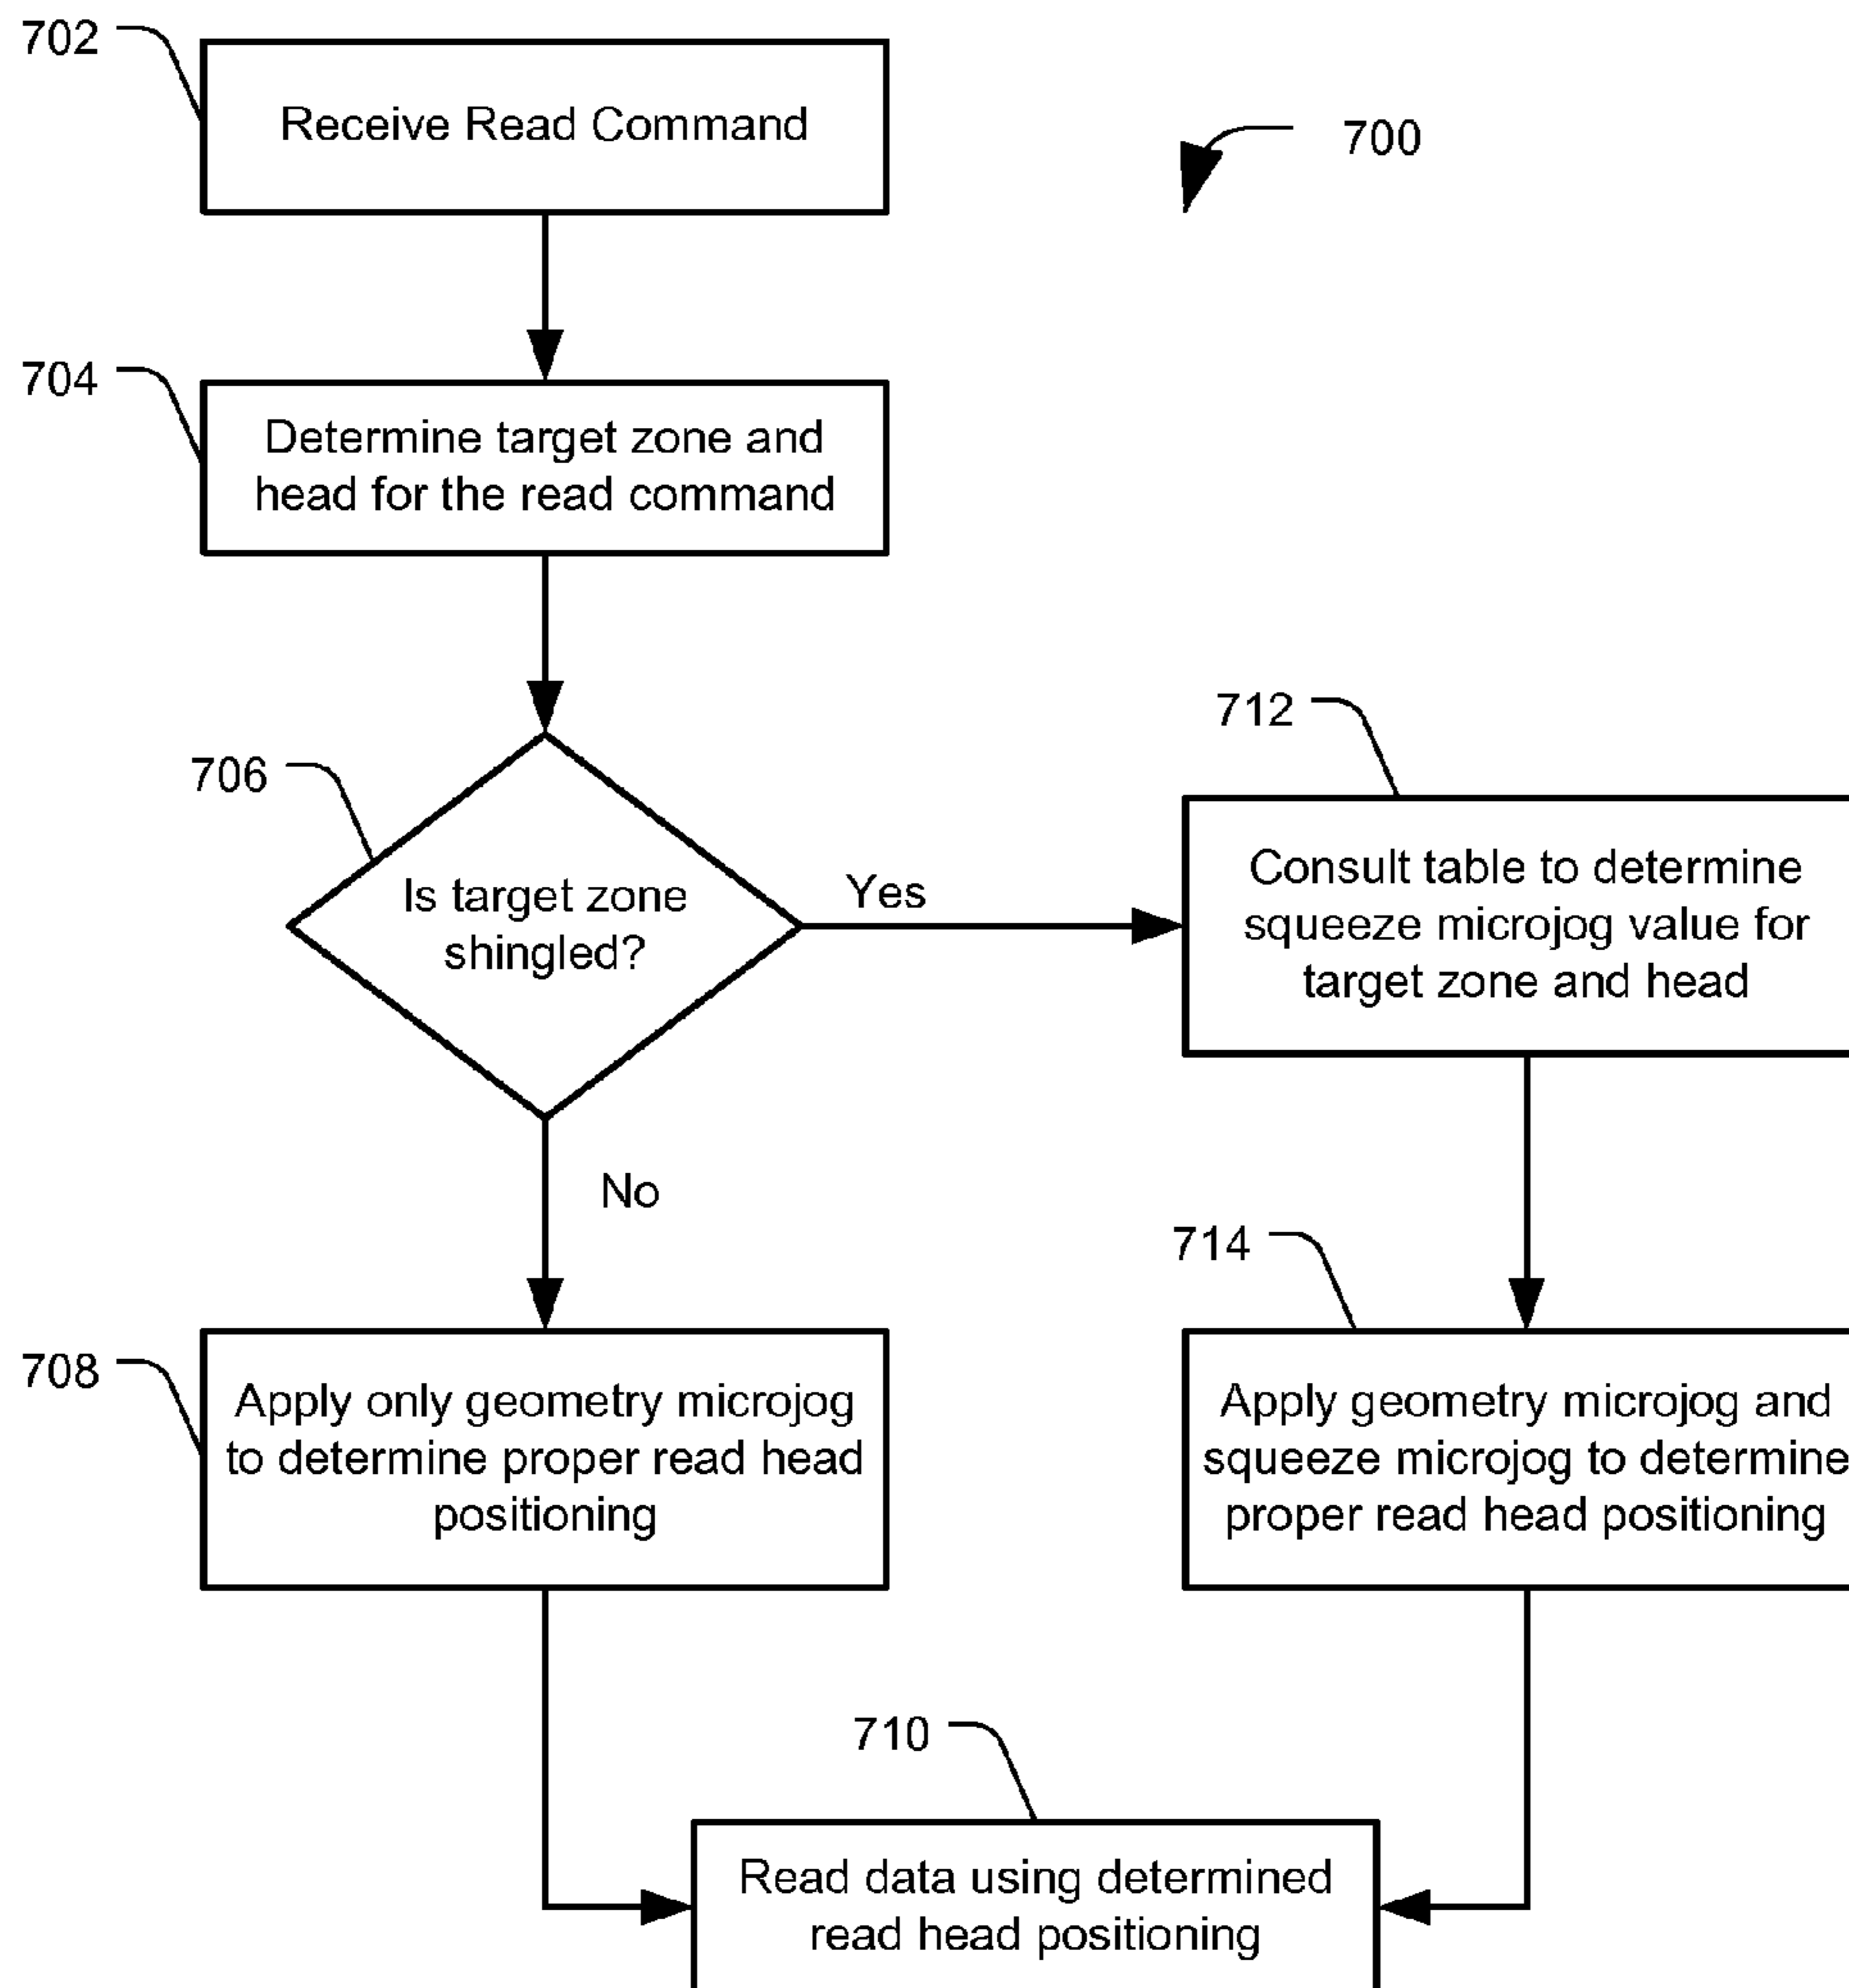 702
Receive Read Command
700
704
Determine target zone and
head for the read command
706
Is target zone
shingled?
Yes
No
712
Consult table to determine
squeeze microjog value for
target zone and head
708
Apply only geometry microjog
to determine proper read head
positioning
714
Apply geometry microjog and
squeeze microjog to determine
proper read head positioning
710
Read data using determined
read head positioning